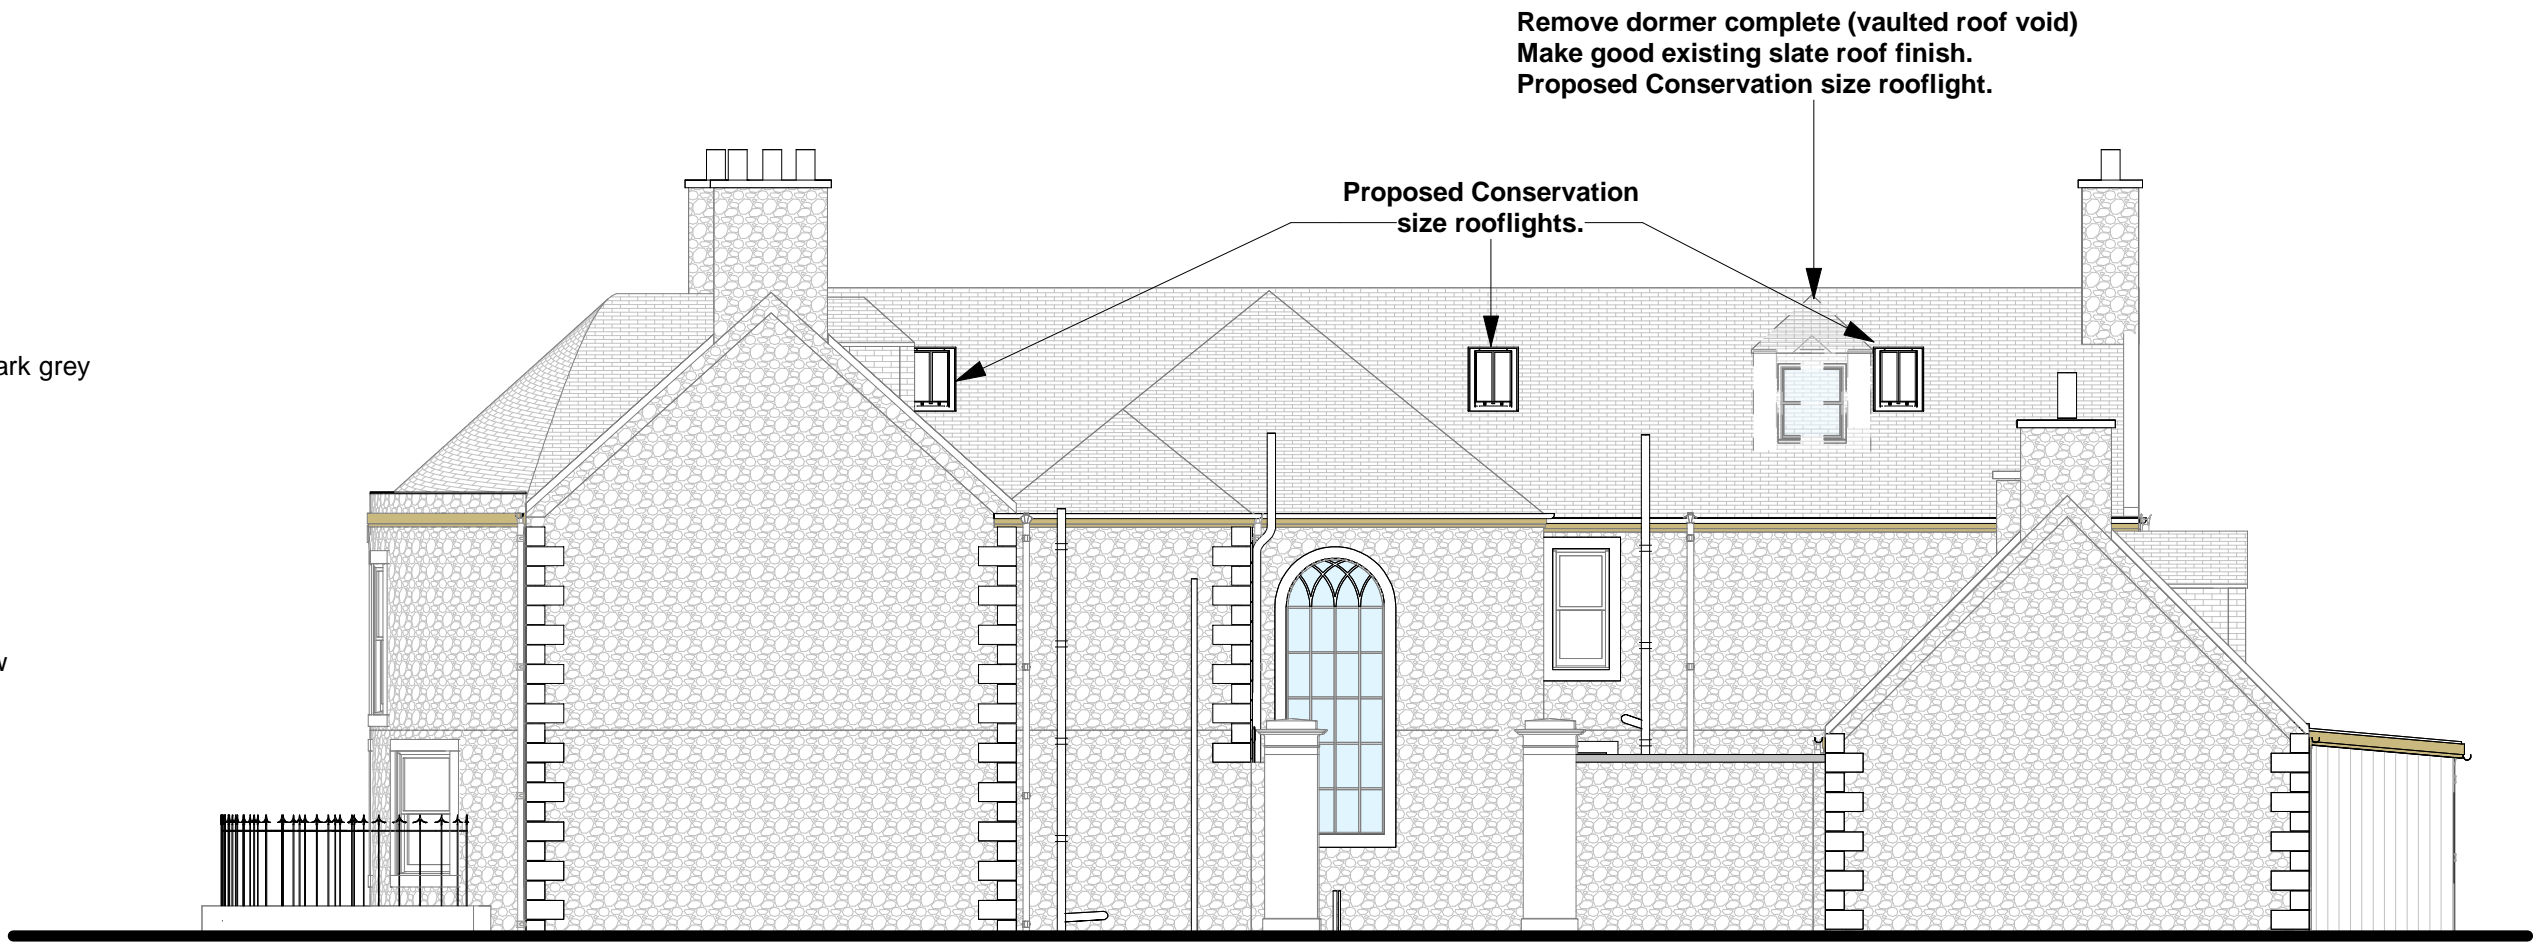 Remove dormer complete (vaulted roof void)
Make good existing slate roof finish.
Proposed Conservation size rooflight.
Proposed Conservation
size rooflights.
grey